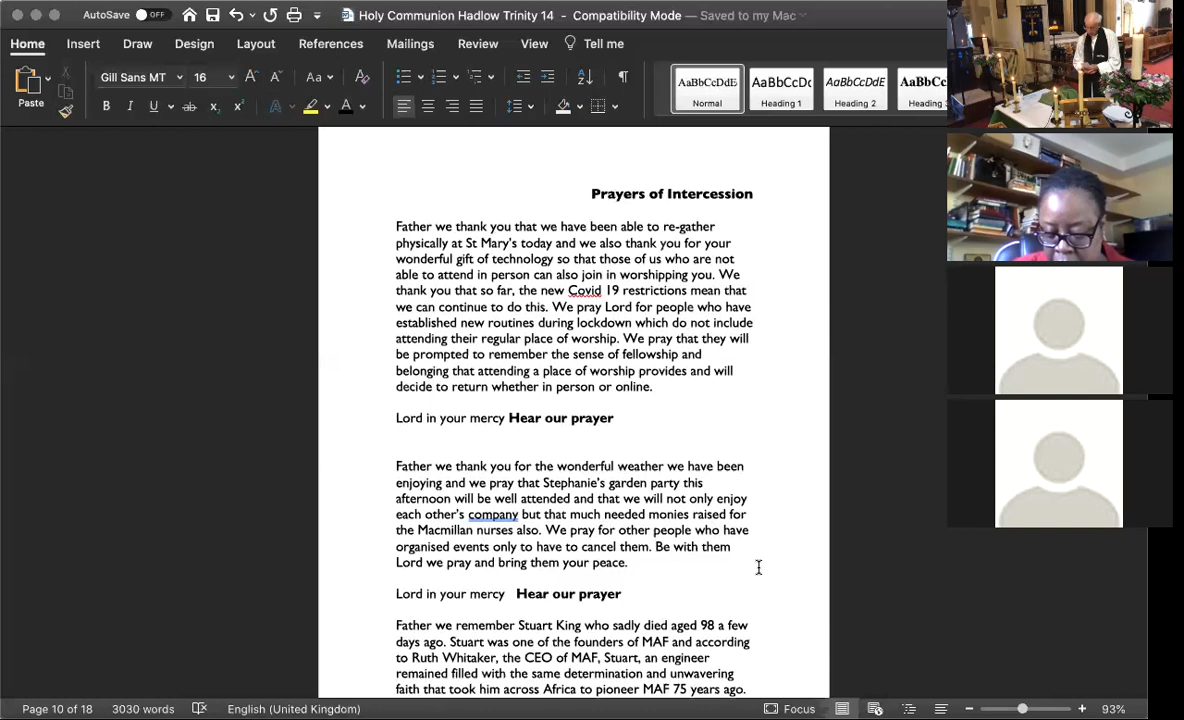 AutoSave OFF Holy Communion Hadlow Trinity 14 - Compatibility Mode - Saved to my Mac
Home Insert Draw Design Layout References Mailings Review View Tell me
Paste Gill Sans MT 16 A A Aa A AaBbCcDdE AaBbCcDc AaBbCcDdE AaBbCcD
B I U ab x2 x2 A A Normal Heading 1 Heading 2 Heading
Prayers of Intercession
Father we thank you that we have been able to re-gather
physically at St Mary's today and we also thank you for your
wonderful gift of technology so that those of us who are not
able to attend in person can also join in worshipping you. We
thank you that so far, the new Covid 19 restrictions mean that
we can continue to do this. We pray Lord for people who have
established new routines during lockdown which do not include
attending their regular place of worship. We pray that they will
be prompted to remember the sense of fellowship and
belonging that attending a place of worship provides and will
decide to return whether in person or online.
Lord in your mercy Hear our prayer
Father we thank you for the wonderful weather we have been
enjoying and we pray that Stephanie's garden party this
afternoon will be well attended and that we will not only enjoy
each other's company but that much needed monies raised for
the Macmillan nurses also. We pray for other people who have
organised events only to have to cancel them. Be with them
Lord we pray and bring them your peace.
Lord in your mercy Hear our prayer
Father we remember Stuart King who sadly died aged 98 a few
days ago. Stuart was one of the founders of MAF and according
to Ruth Whitaker, the CEO of MAF, Stuart, an engineer
remained filled with the same determination and unwavering
faith that took him across Africa to pioneer MAF 75 years ago.
Page 10 of 18 3030 words English (United Kingdom) Focus 93%